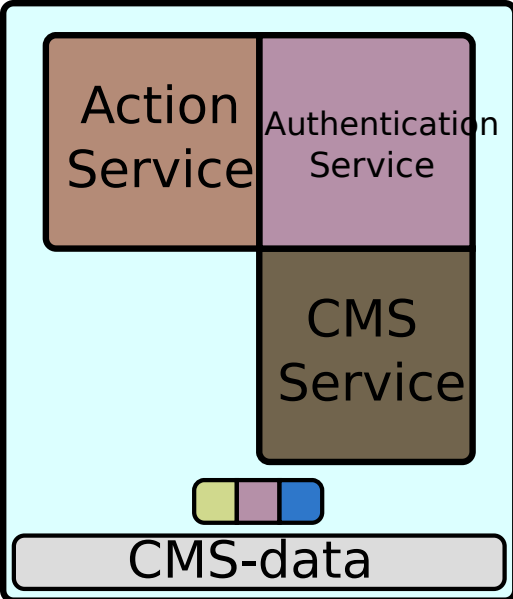 Action
Service
Authentication
Service
CMS
Service
CMS-data